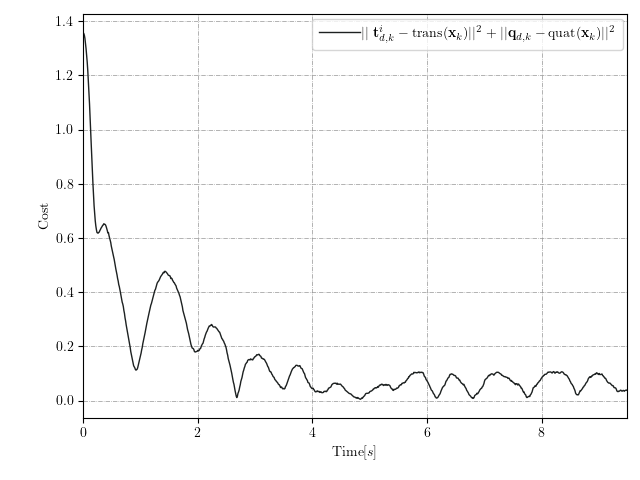 || t^i_{d,k} − trans(x_k)||^2 + ||q_{d,k} − quat(x_k)||^2
1.4
1.2
1.0
0.8
0.6
0.4
0.2
0.0
Cost
0 2 4 6 8
Time[s]